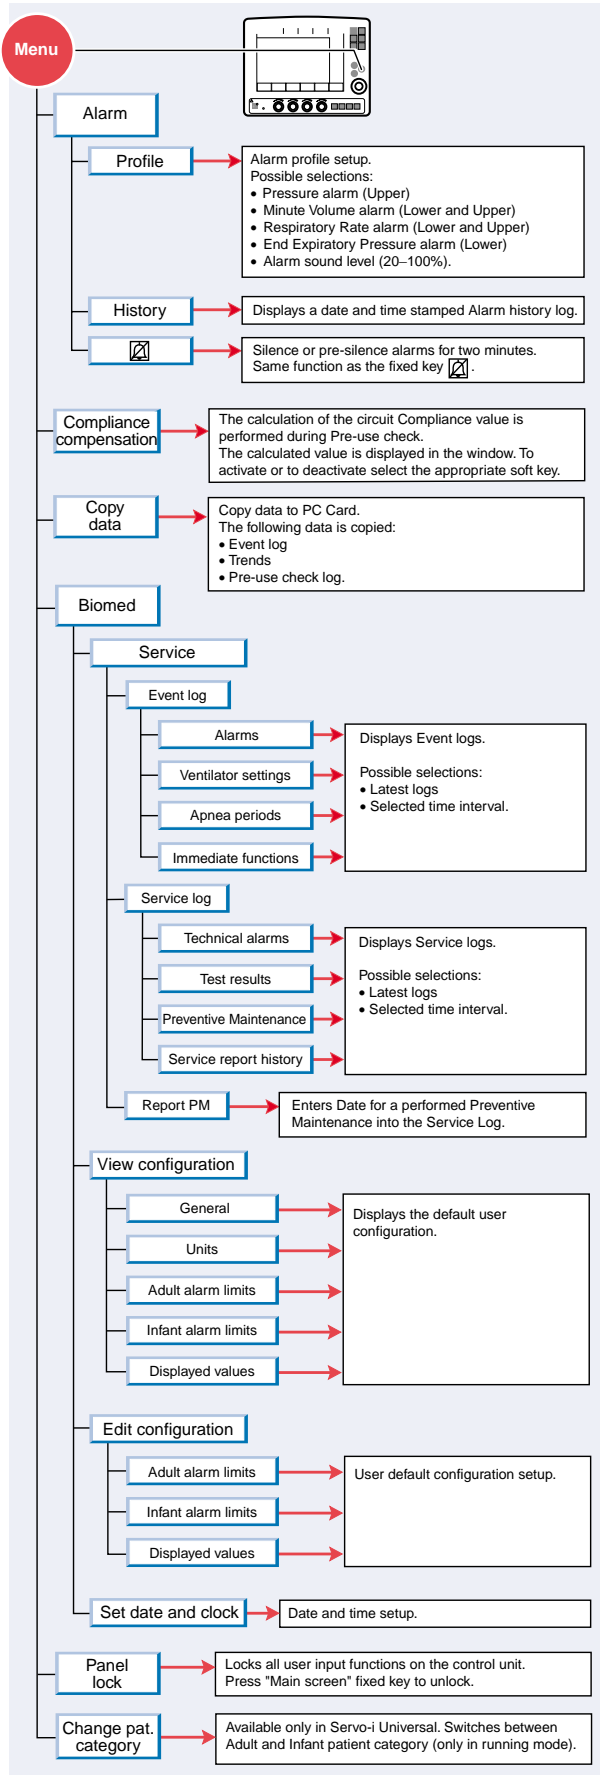 Menu
Alarm
Profile
Alarm profile setup.
Possible selections:
• Pressure alarm (Upper)
• Minute Volume alarm (Lower and Upper)
• Respiratory Rate alarm (Lower and Upper)
• End Expiratory Pressure alarm (Lower)
• Alarm sound level (20–100%).
History
Displays a date and time stamped Alarm history log.
Silence or pre-silence alarms for two minutes.
Same function as the fixed key .
Compliance
compensation
The calculation of the circuit Compliance value is
performed during Pre-use check.
The calculated value is displayed in the window. To
activate or to deactivate select the appropriate soft key.
Copy
data
Copy data to PC Card.
The following data is copied:
• Event log
• Trends
• Pre-use check log.
Biomed
Service
Event log
Alarms
Ventilator settings
Apnea periods
Immediate functions
Displays Event logs.
Possible selections:
• Latest logs
• Selected time interval.
Service log
Technical alarms
Test results
Preventive Maintenance
Service report history
Displays Service logs.
Possible selections:
• Latest logs
• Selected time interval.
Report PM
Enters Date for a performed Preventive
Maintenance into the Service Log.
View configuration
General
Units
Adult alarm limits
Infant alarm limits
Displayed values
Displays the default user
configuration.
Edit configuration
Adult alarm limits
Infant alarm limits
Displayed values
User default configuration setup.
Set date and clock
Date and time setup.
Panel
lock
Locks all user input functions on the control unit.
Press "Main screen" fixed key to unlock.
Change pat.
category
Available only in Servo-i Universal. Switches between
Adult and Infant patient category (only in running mode).